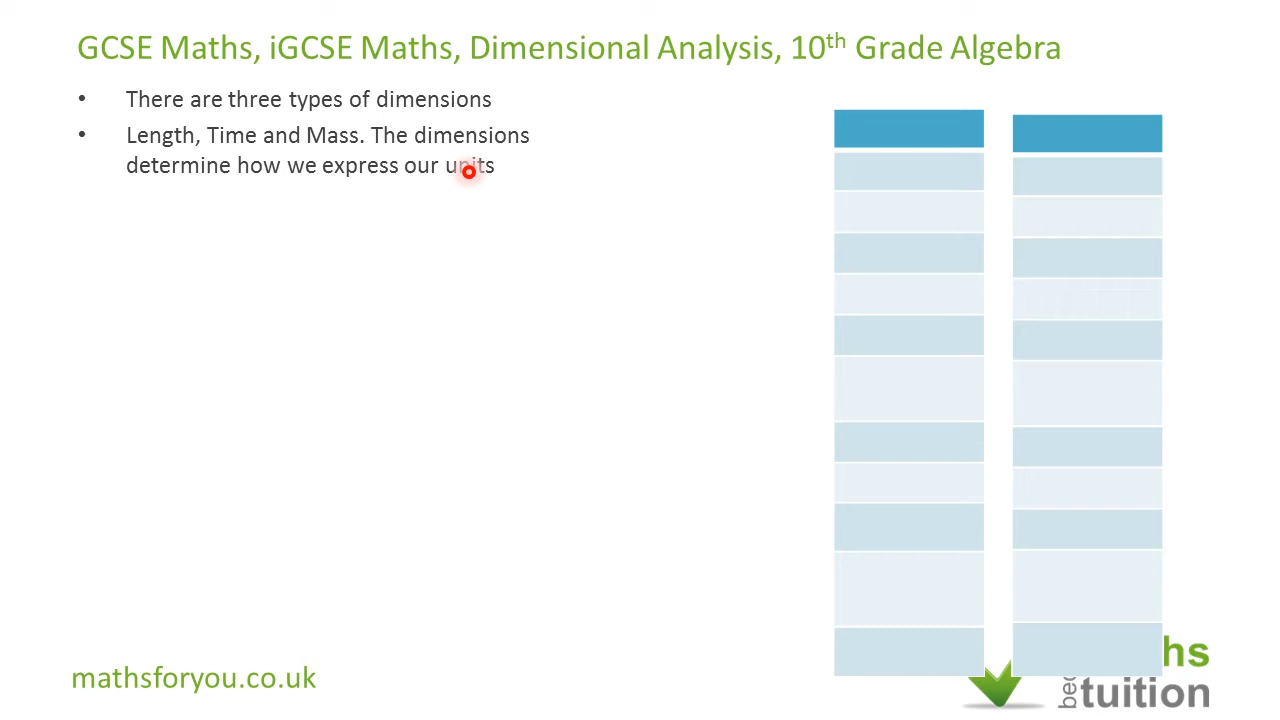 GCSE Maths, iGCSE Maths, Dimensional Analysis, 10th Grade Algebra
• There are three types of dimensions
• Length, Time and Mass. The dimensions
determine how we express our units
mathsforyou.co.uk
tuition